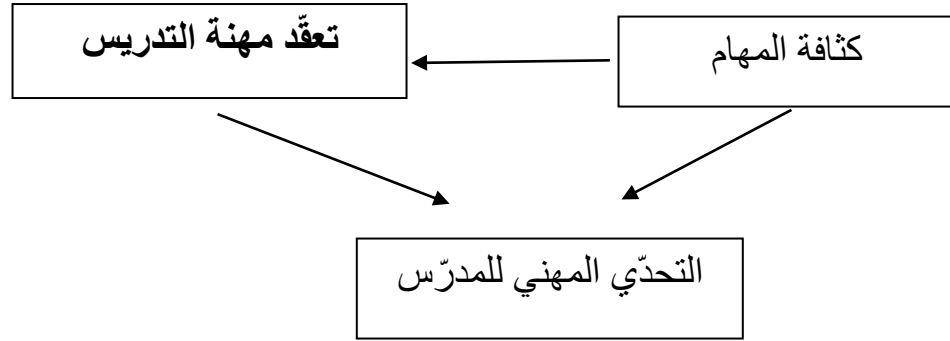 كثافة المهام
تعقّد مهنة التدريس
التحدّي المهني للمدرّس